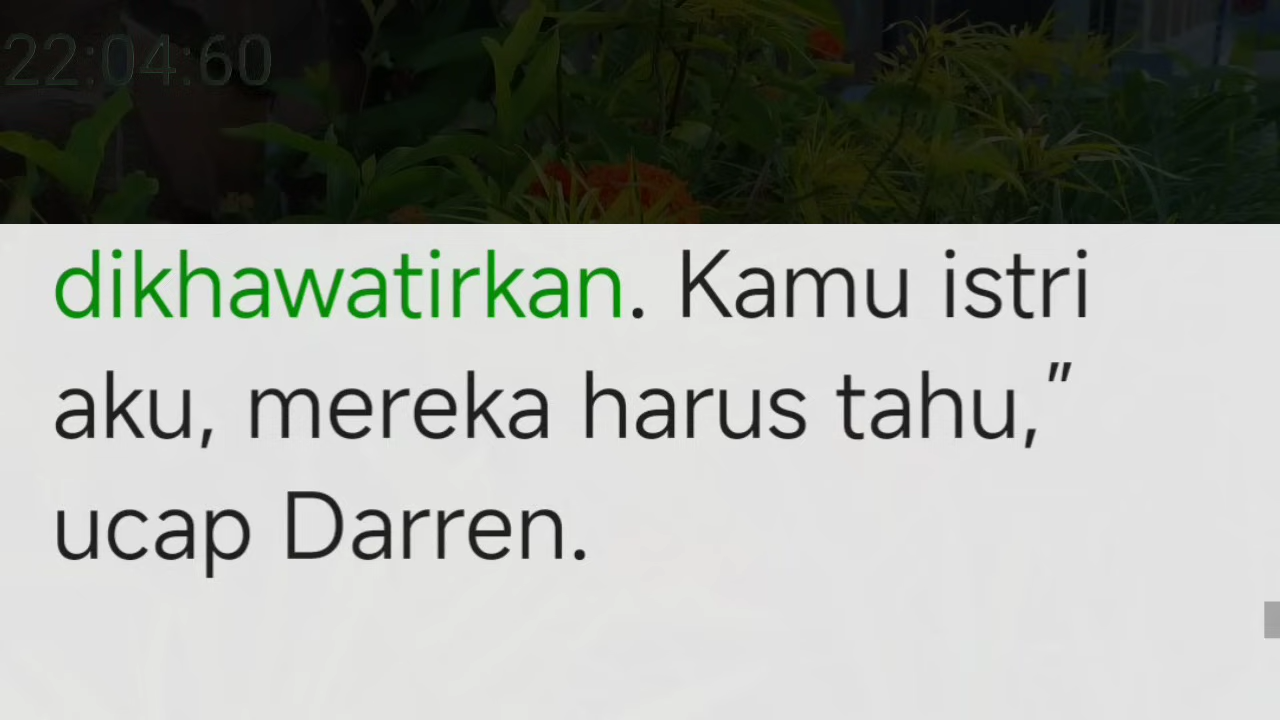 22:04:60
dikhawatirkan. Kamu istri
aku, mereka harus tahu,”
ucap Darren.